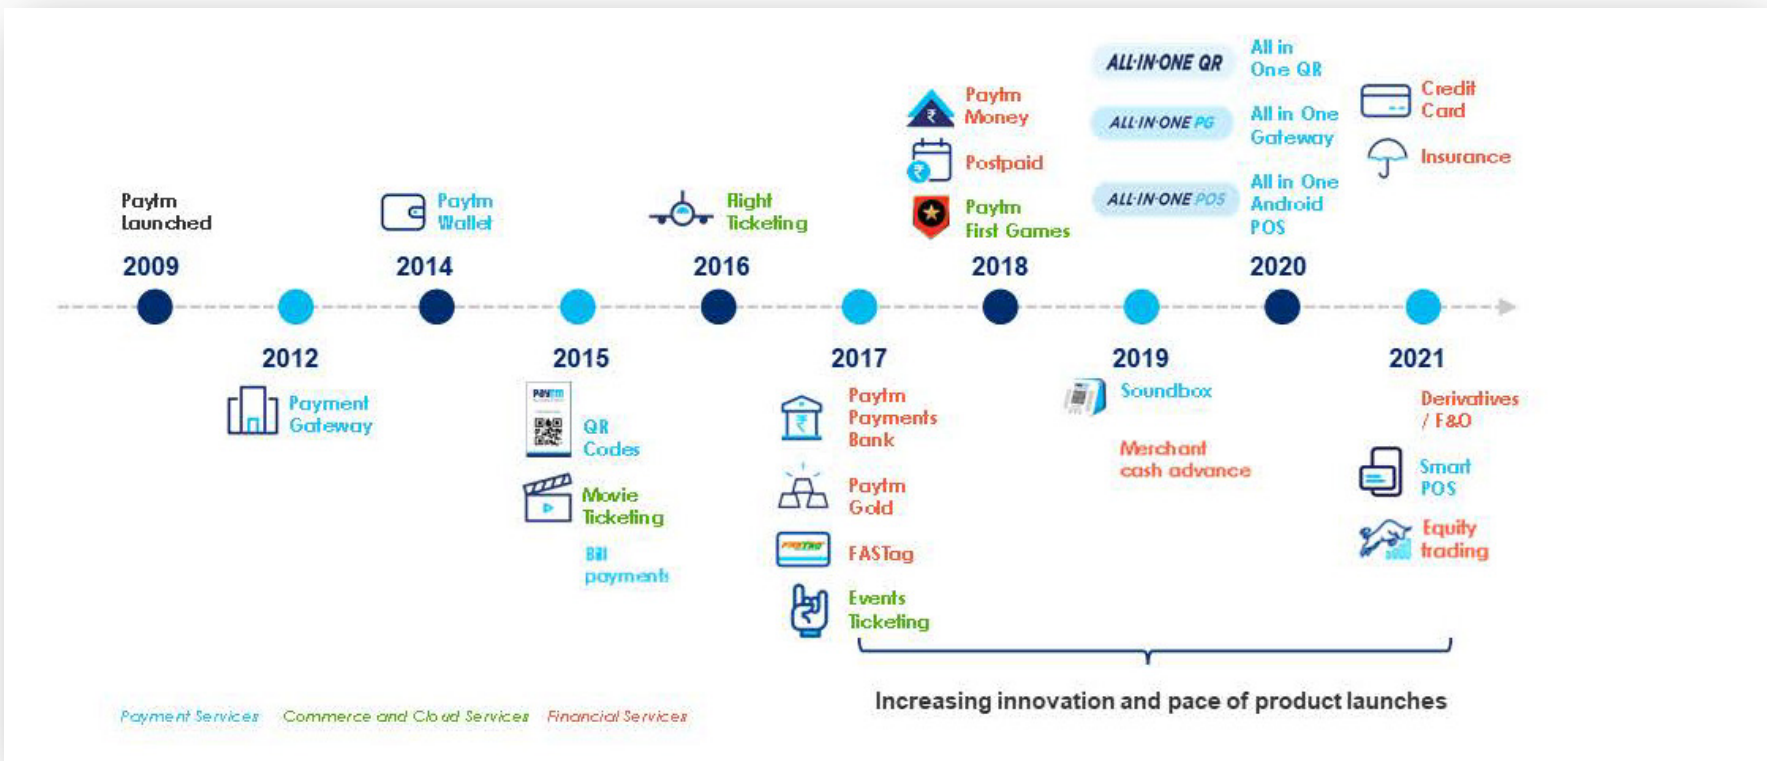 Paytm
Launched
2009
2012
Payment
Gateway
Paytm
Wallet
2014
2015
PAYTM
QR
Codes
Movie
Ticketing
Bill
payments
Flight
Ticketing
2016
2017
Paytm
Payments
Bank
Paytm
Gold
FASTAG
FASTag
Events
Ticketing
Paytm
Money
Postpaid
Paytm
First Games
2018
2019
Soundbox
Merchant
cash advance
ALL-IN-ONE QR
All in
One QR
ALL-IN-ONE PG
All in One
Gateway
ALL-IN-ONE POS
All in One
Android
POS
2020
Credit
Card
Insurance
2021
Derivatives
/ F&O
Smart
POS
Equity
trading
Increasing innovation and pace of product launches
Payment Services Commerce and Cloud Services Financial Services